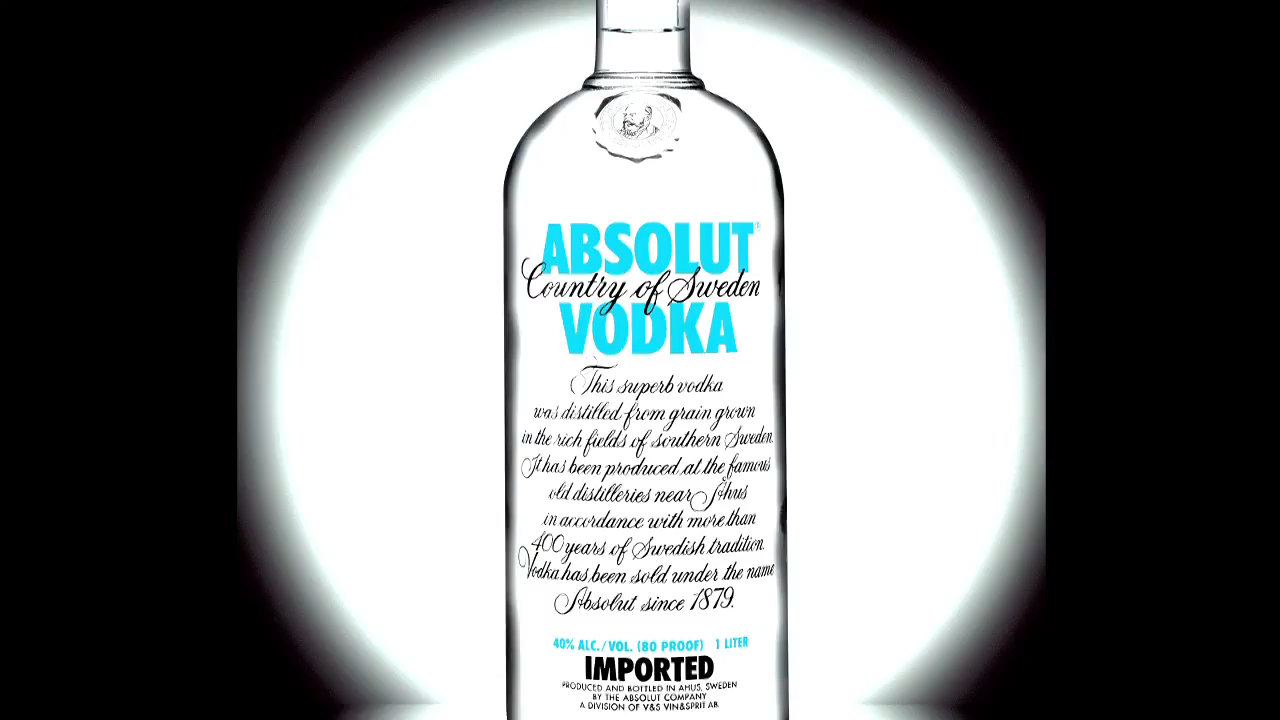 ABSOLUT®
Country of Sweden
VODKA
This superb vodka
was distilled from grain grown
in the rich fields of southern Sweden.
It has been produced at the famous
old distilleries near Åhus
in accordance with more than
400 years of Swedish tradition.
Vodka has been sold under the name
Absolut since 1879.
40% ALC./VOL. (80 PROOF) 1 LITER
IMPORTED
PRODUCED AND BOTTLED IN AHUS, SWEDEN
BY THE ABSOLUT COMPANY
A DIVISION OF V&S VIN&SPRIT AB.